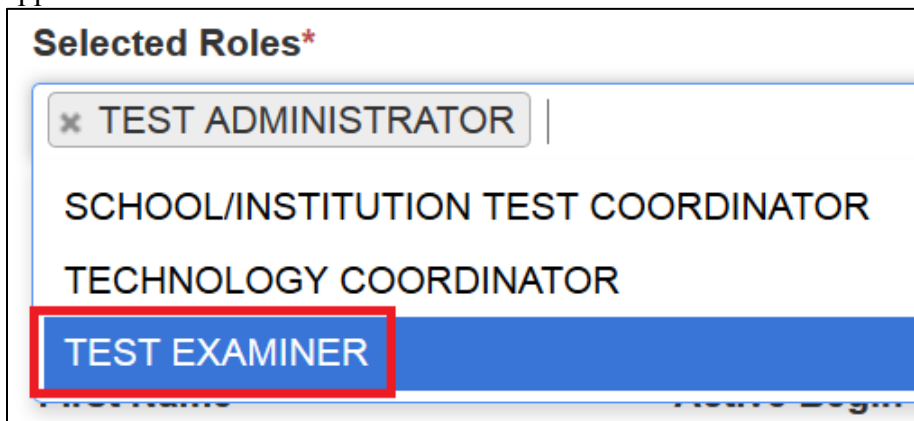 Selected Roles*
× TEST ADMINISTRATOR
SCHOOL/INSTITUTION TEST COORDINATOR
TECHNOLOGY COORDINATOR
TEST EXAMINER